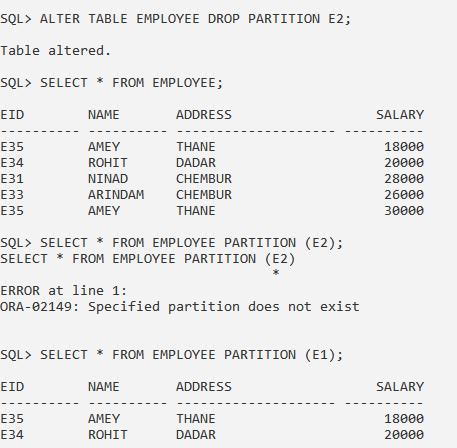 SQL> ALTER TABLE EMPLOYEE DROP PARTITION E2;
Table altered.
SQL> SELECT * FROM EMPLOYEE;
EID        NAME       ADDRESS                  SALARY
---------- ---------- -------------------- ----------
E35        AMEY       THANE                     18000
E34        ROHIT      DADAR                     20000
E31        NINAD      CHEMBUR                   28000
E33        ARINDAM    CHEMBUR                   26000
E35        AMEY       THANE                     30000
SQL> SELECT * FROM EMPLOYEE PARTITION (E2);
SELECT * FROM EMPLOYEE PARTITION (E2)
                                  *
ERROR at line 1:
ORA-02149: Specified partition does not exist
SQL> SELECT * FROM EMPLOYEE PARTITION (E1);
EID        NAME       ADDRESS                  SALARY
---------- ---------- -------------------- ----------
E35        AMEY       THANE                     18000
E34        ROHIT      DADAR                     20000